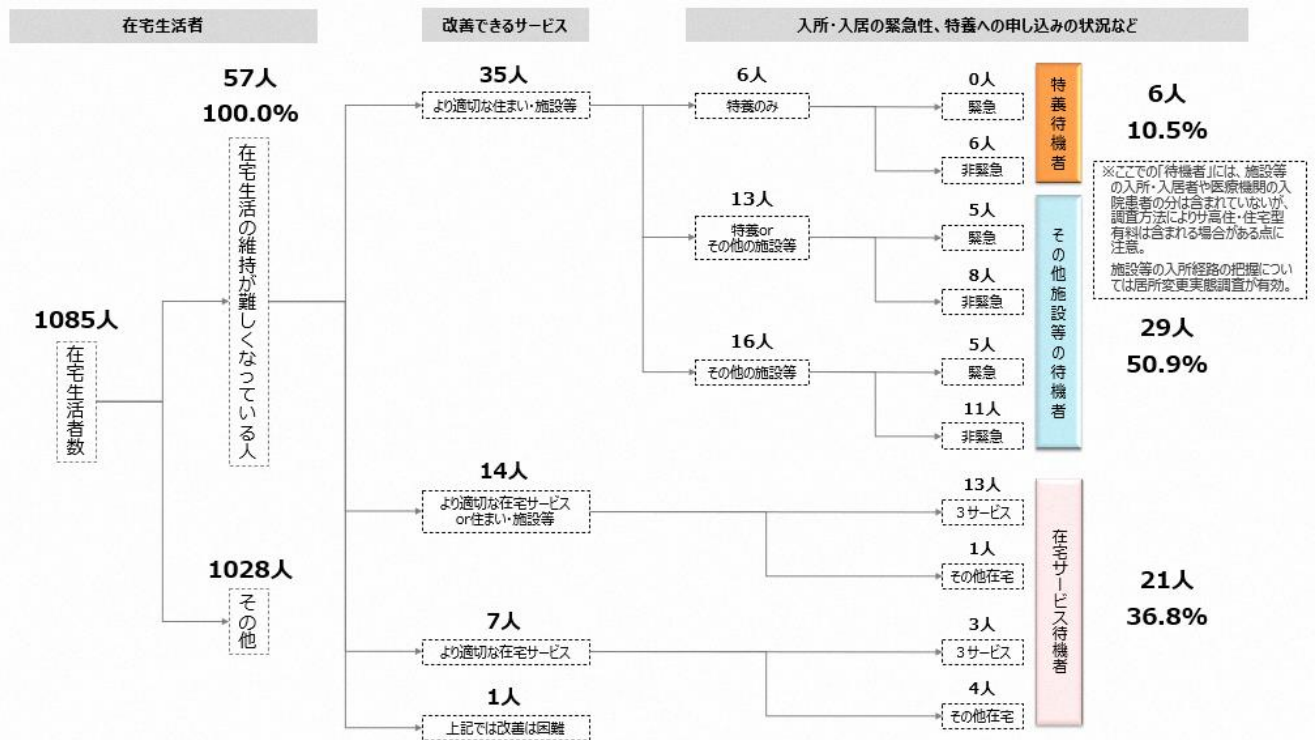 在宅生活者
改善できるサービス
入所・入居の緊急性、特養への申し込みの状況など
1085人
在宅生活者数
57人
100.0%
在宅生活の維持が難しくなっている人
1028人
その他
35人
より適切な住まい・施設等
14人
より適切な在宅サービス
or住まい・施設等
7人
より適切な在宅サービス
1人
上記では改善は困難
6人
特養のみ
13人
特養or
その他の施設等
16人
その他の施設等
0人
緊急
6人
非緊急
5人
緊急
8人
非緊急
5人
緊急
11人
非緊急
13人
3サービス
1人
その他在宅
3人
3サービス
4人
その他在宅
特養待機者
6人
10.5%
※ここでの「待機者」には、施設等
の入所・入居者や医療機関の入
院患者の分は含まれていないが、
調査方法によりサ高住・住宅型
有料は含まれる場合がある点に
注意。
施設等の入所経路の把握につい
ては居所変更実態調査が有効。
その他施設等の待機者
29人
50.9%
在宅サービス待機者
21人
36.8%